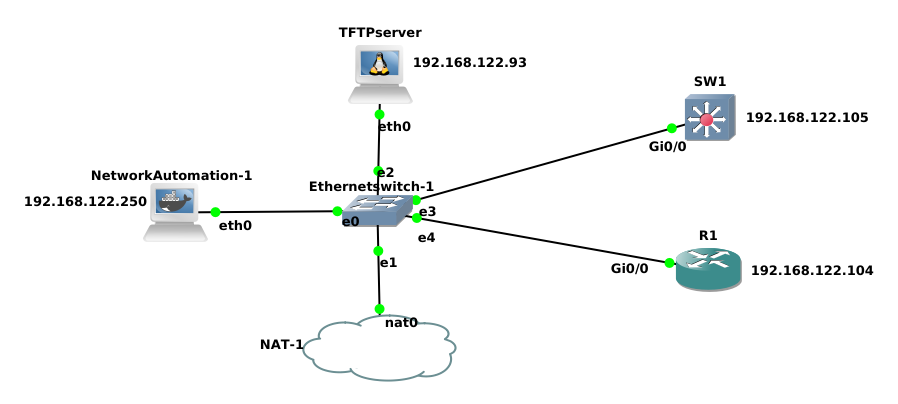 TFTPserver
192.168.122.93
eth0
SW1
192.168.122.105
Gi0/0
NetworkAutomation-1
192.168.122.250
eth0
e2
Ethernetswitch-1
e0
e3
e4
e1
R1
Gi0/0
192.168.122.104
nat0
NAT-1